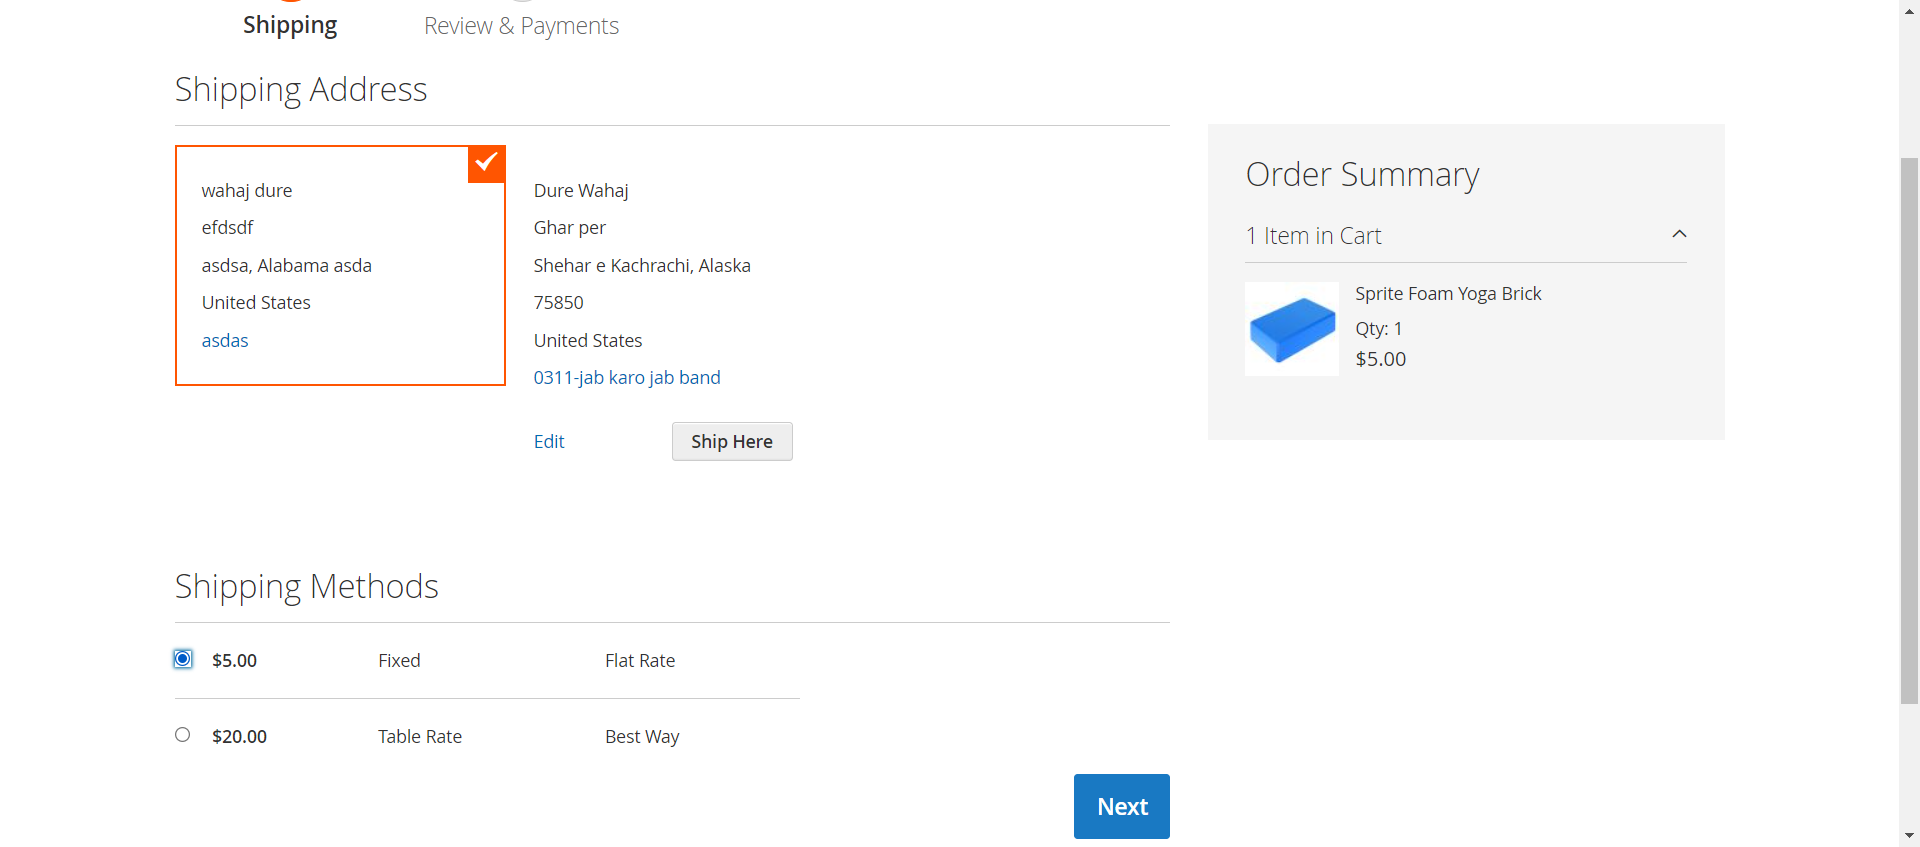 Shipping
Review & Payments
Shipping Address
wahaj dure
efdsdf
asdsa, Alabama asda
United States
asdas
Dure Wahaj
Ghar per
Shehar e Kachrachi, Alaska
75850
United States
0311-jab karo jab band
Edit
Ship Here
Order Summary
1 Item in Cart
Sprite Foam Yoga Brick
Qty: 1
$5.00
Shipping Methods
$5.00 Fixed Flat Rate
$20.00 Table Rate Best Way
Next